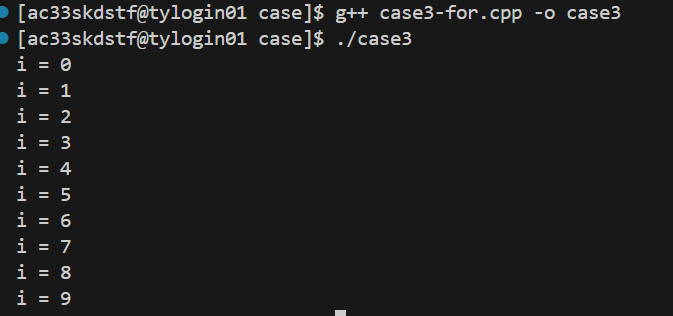 [ac33skdstf@tylogin01 case]$ g++ case3-for.cpp -o case3
[ac33skdstf@tylogin01 case]$ ./case3
i = 0
i = 1
i = 2
i = 3
i = 4
i = 5
i = 6
i = 7
i = 8
i = 9